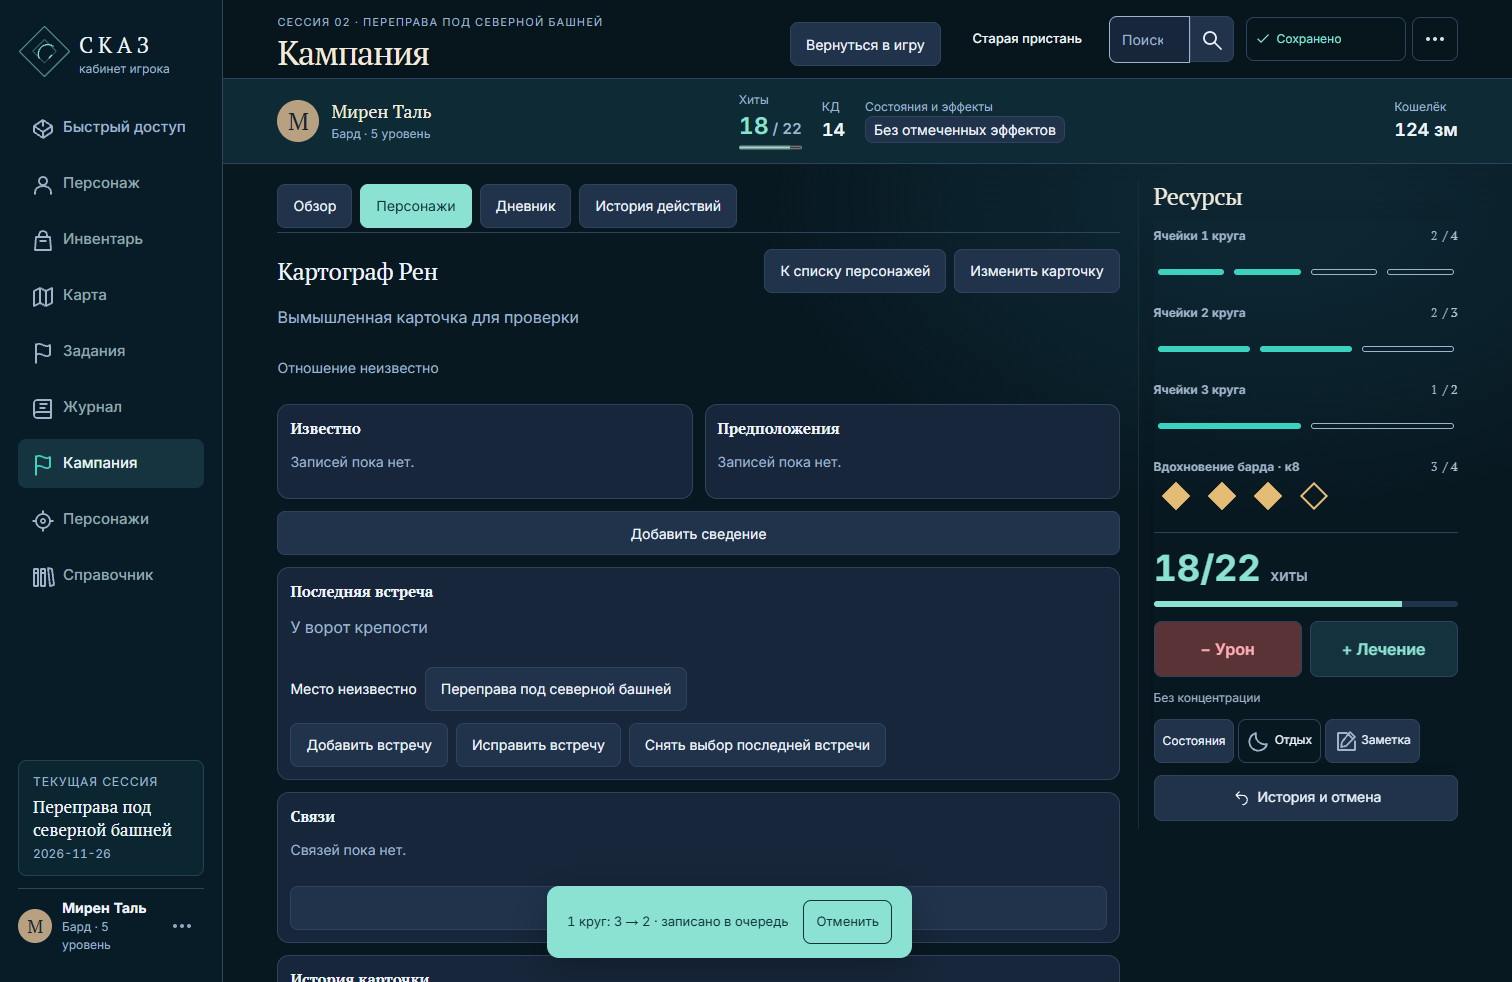 СКАЗ
кабинет игрока
Быстрый доступ
Персонаж
Инвентарь
Карта
Задания
Журнал
Кампания
Персонажи
Справочник
ТЕКУЩАЯ СЕССИЯ
Переправа под
северной башней
2026-11-26
М
Мирен Таль
Бард · 5
уровень
СЕССИЯ 02 · ПЕРЕПРАВА ПОД СЕВЕРНОЙ БАШНЕЙ
Кампания
Вернуться в игру
Старая пристань
Поиск
Сохранено
М
Мирен Таль
Бард · 5 уровень
Хиты
18 / 22
КД
14
Состояния и эффекты
Без отмеченных эффектов
Кошелёк
124 зм
Обзор
Персонажи
Дневник
История действий
Картограф Рен
К списку персонажей
Изменить карточку
Вымышленная карточка для проверки
Отношение неизвестно
Известно
Записей пока нет.
Предположения
Записей пока нет.
Добавить сведение
Последняя встреча
У ворот крепости
Место неизвестно
Переправа под северной башней
Добавить встречу
Исправить встречу
Снять выбор последней встречи
Связи
Связей пока нет.
1 круг: 3 → 2 · записано в очередь
Отменить
История карточки
Ресурсы
Ячейки 1 круга
2 / 4
Ячейки 2 круга
2 / 3
Ячейки 3 круга
1 / 2
Вдохновение барда · к8
3 / 4
18/22 хиты
− Урон
+ Лечение
Без концентрации
Состояния
Отдых
Заметка
История и отмена